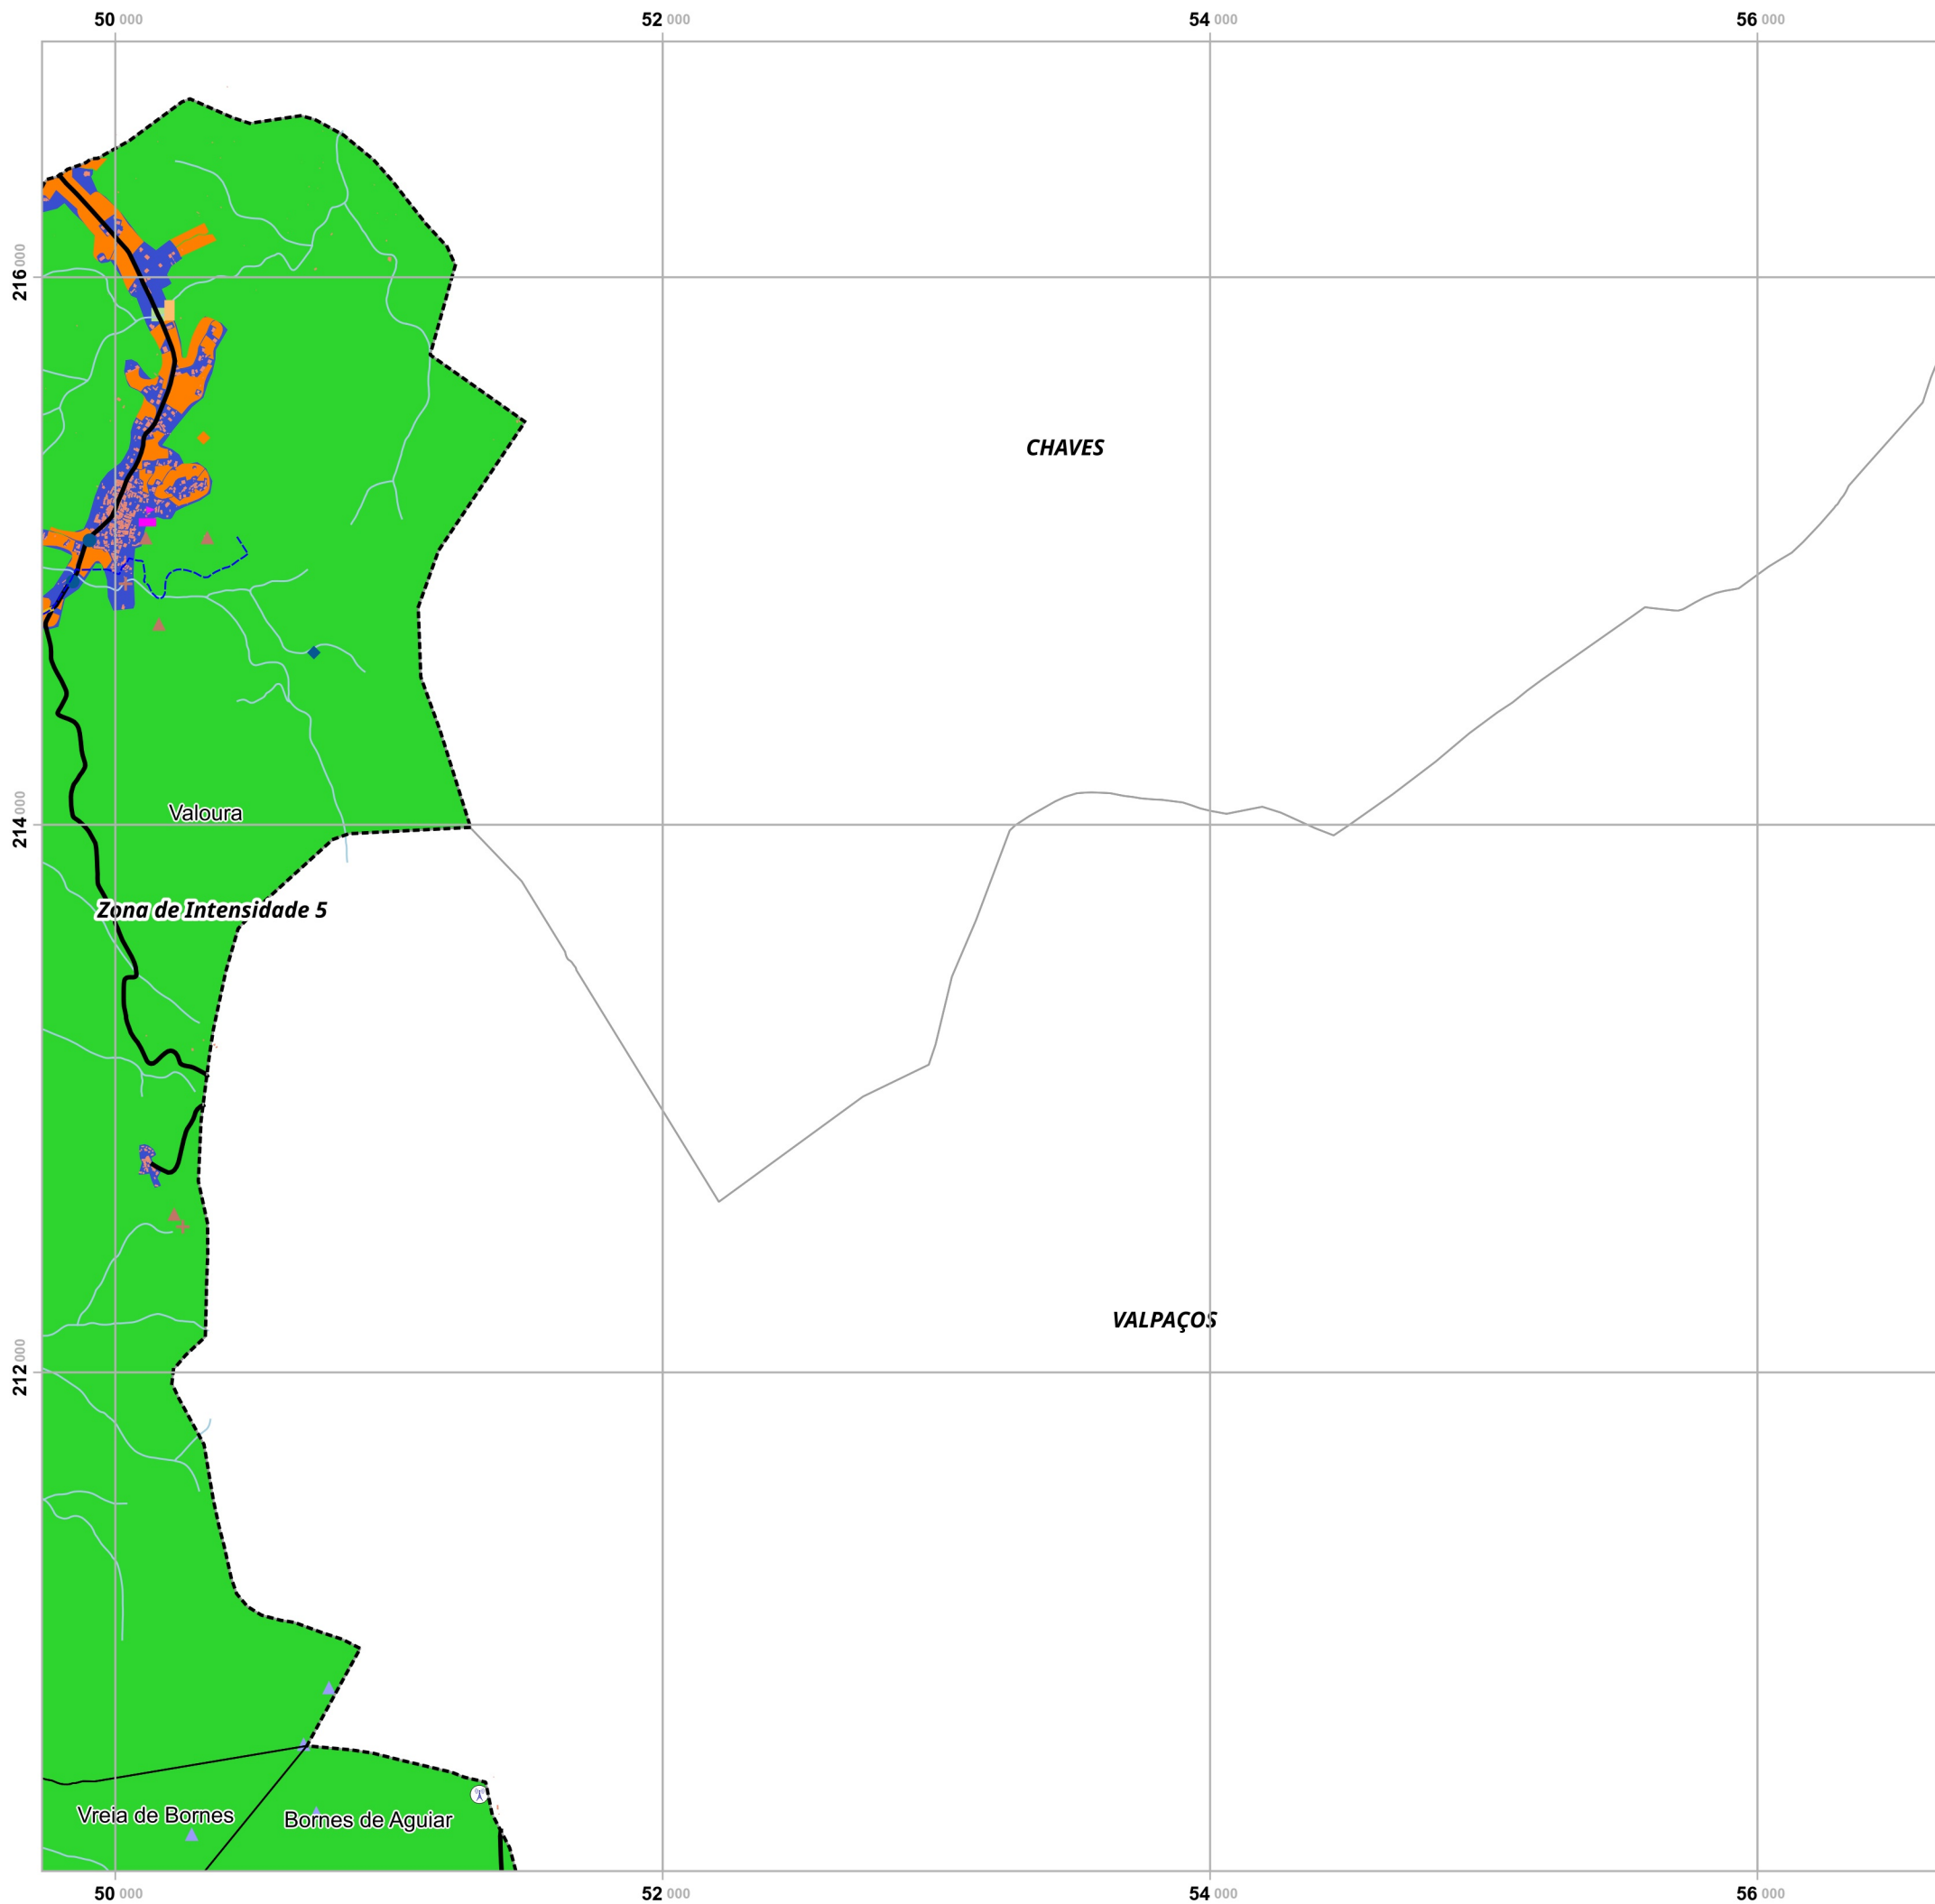 50 000
52 000
54 000
56 000
216 000
CHAVES
214 000
Valoura
Zona de Intensidade 5
VALPAÇOS
212 000
Vreia de Bornes
Bornes de Aguiar
50 000
52 000
54 000
56 000